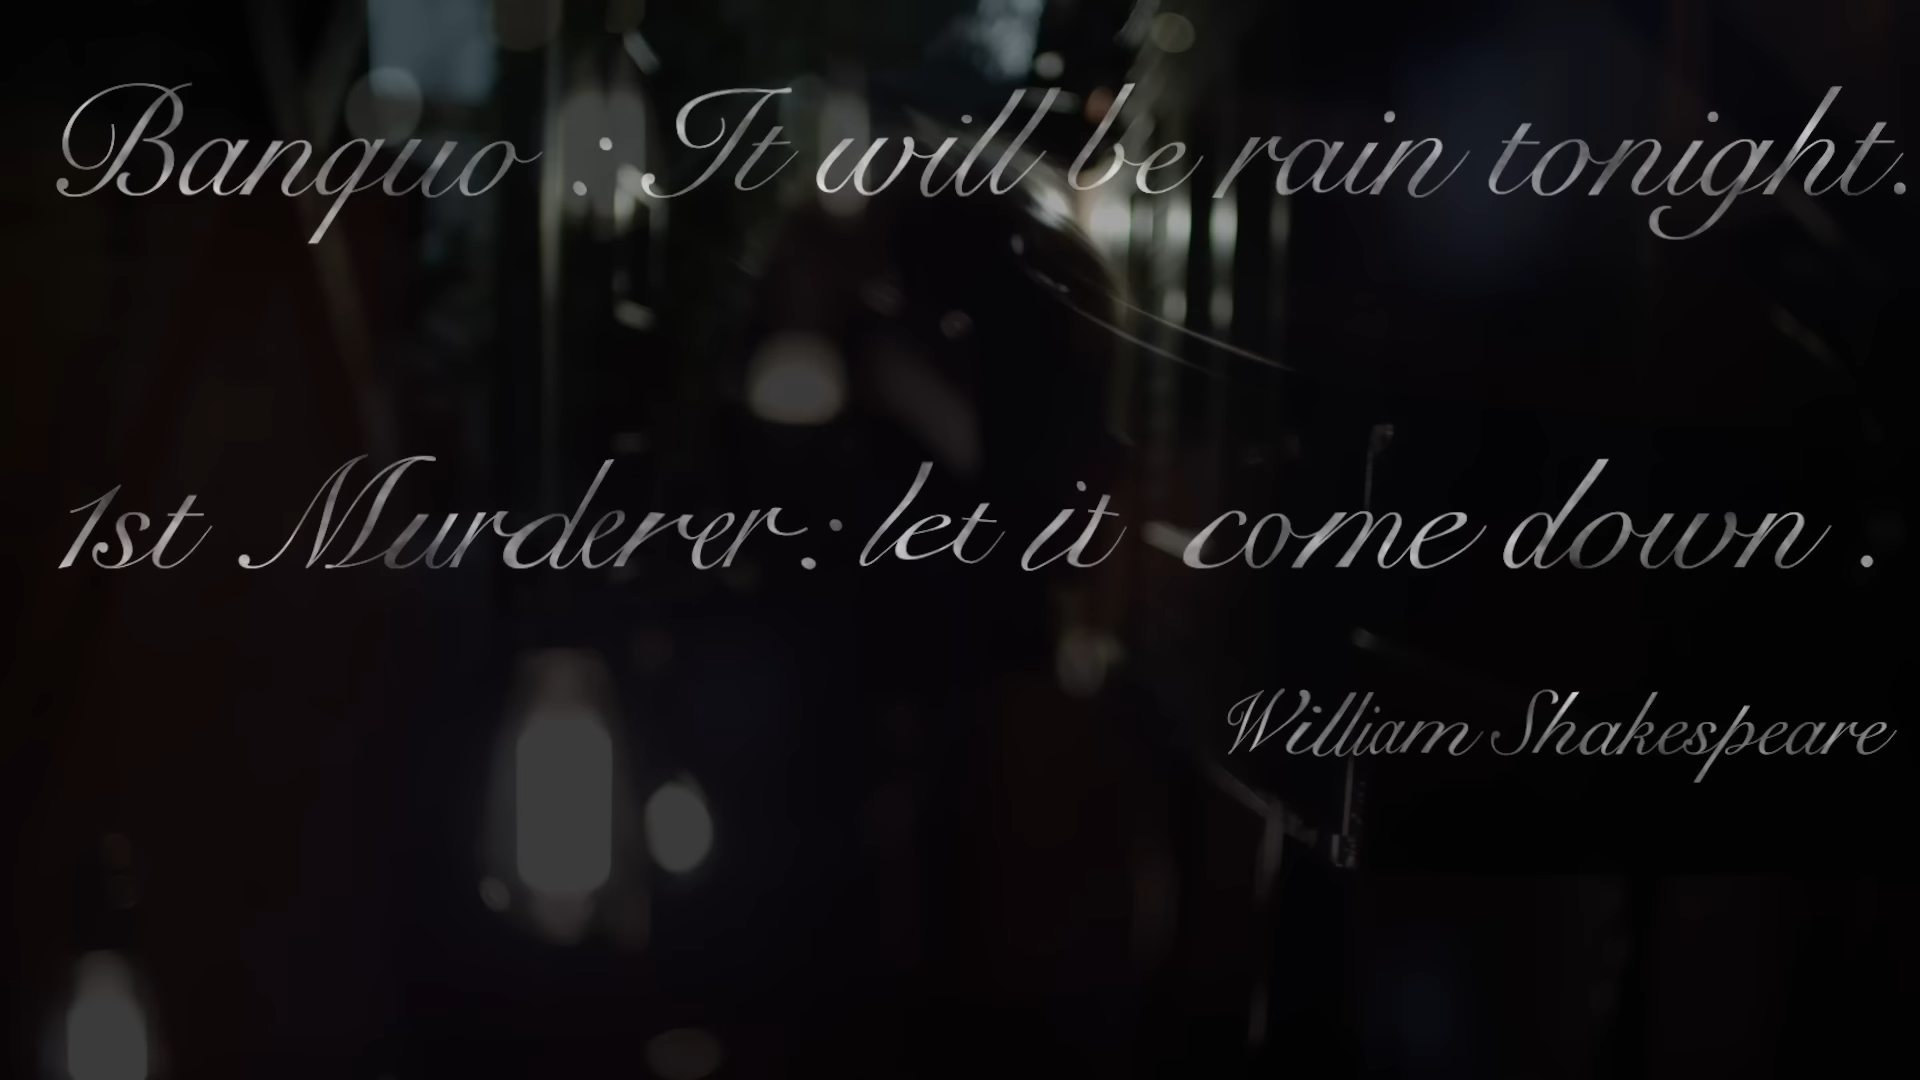 Banquo : It will be rain tonight.
1st Murderer : let it come down .
William Shakespeare